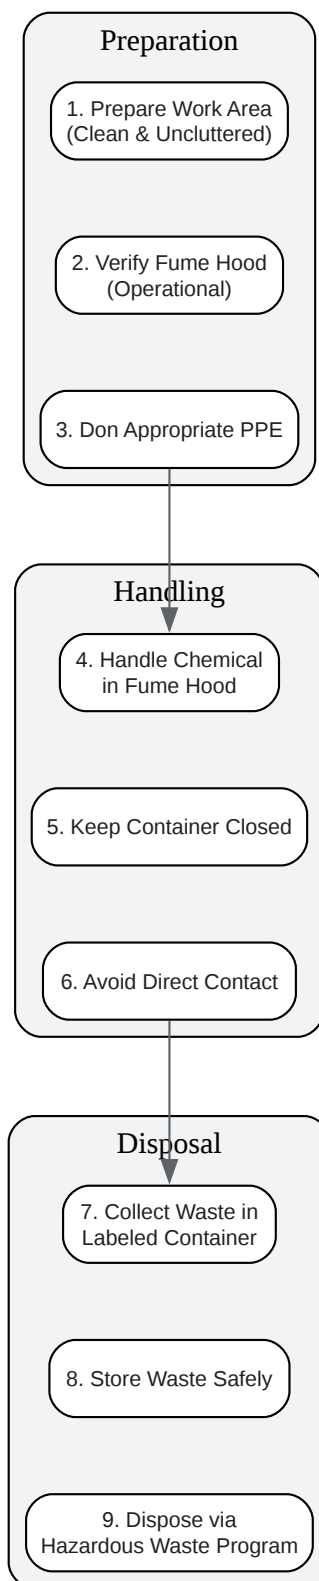 Preparation
1. Prepare Work Area
(Clean & Uncluttered)
2. Verify Fume Hood
(Operational)
3. Don Appropriate PPE
Handling
4. Handle Chemical
in Fume Hood
5. Keep Container Closed
6. Avoid Direct Contact
Disposal
7. Collect Waste in
Labeled Container
8. Store Waste Safely
9. Dispose via
Hazardous Waste Program